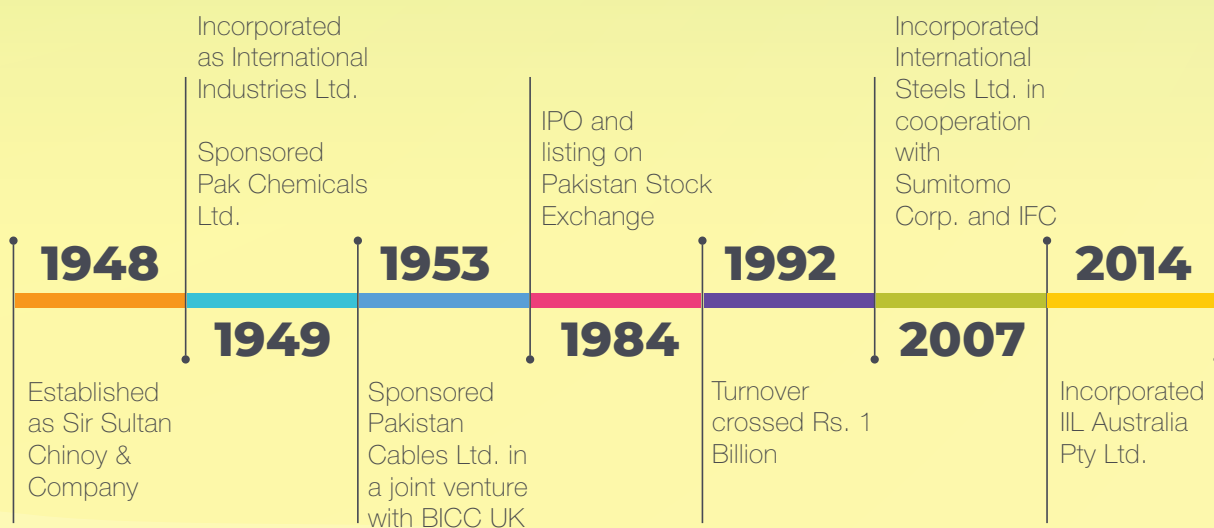 1948
Established
as Sir Sultan
Chinoy &
Company
Incorporated
as International
Industries Ltd.
Sponsored
Pak Chemicals
Ltd.
1949
1953
Sponsored
Pakistan
Cables Ltd. in
a joint venture
with BICC UK
IPO and
listing on
Pakistan Stock
Exchange
1984
1992
Turnover
crossed Rs. 1
Billion
Incorporated
International
Steels Ltd. in
cooperation
with
Sumitomo
Corp. and IFC
2007
2014
Incorporated
IIL Australia
Pty Ltd.